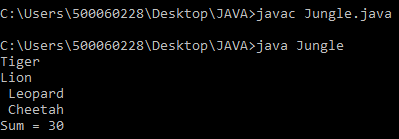 C:\Users\500060228\Desktop\JAVA>javac Jungle.java
C:\Users\500060228\Desktop\JAVA>java Jungle
Tiger
Lion
 Leopard
 Cheetah
Sum = 30